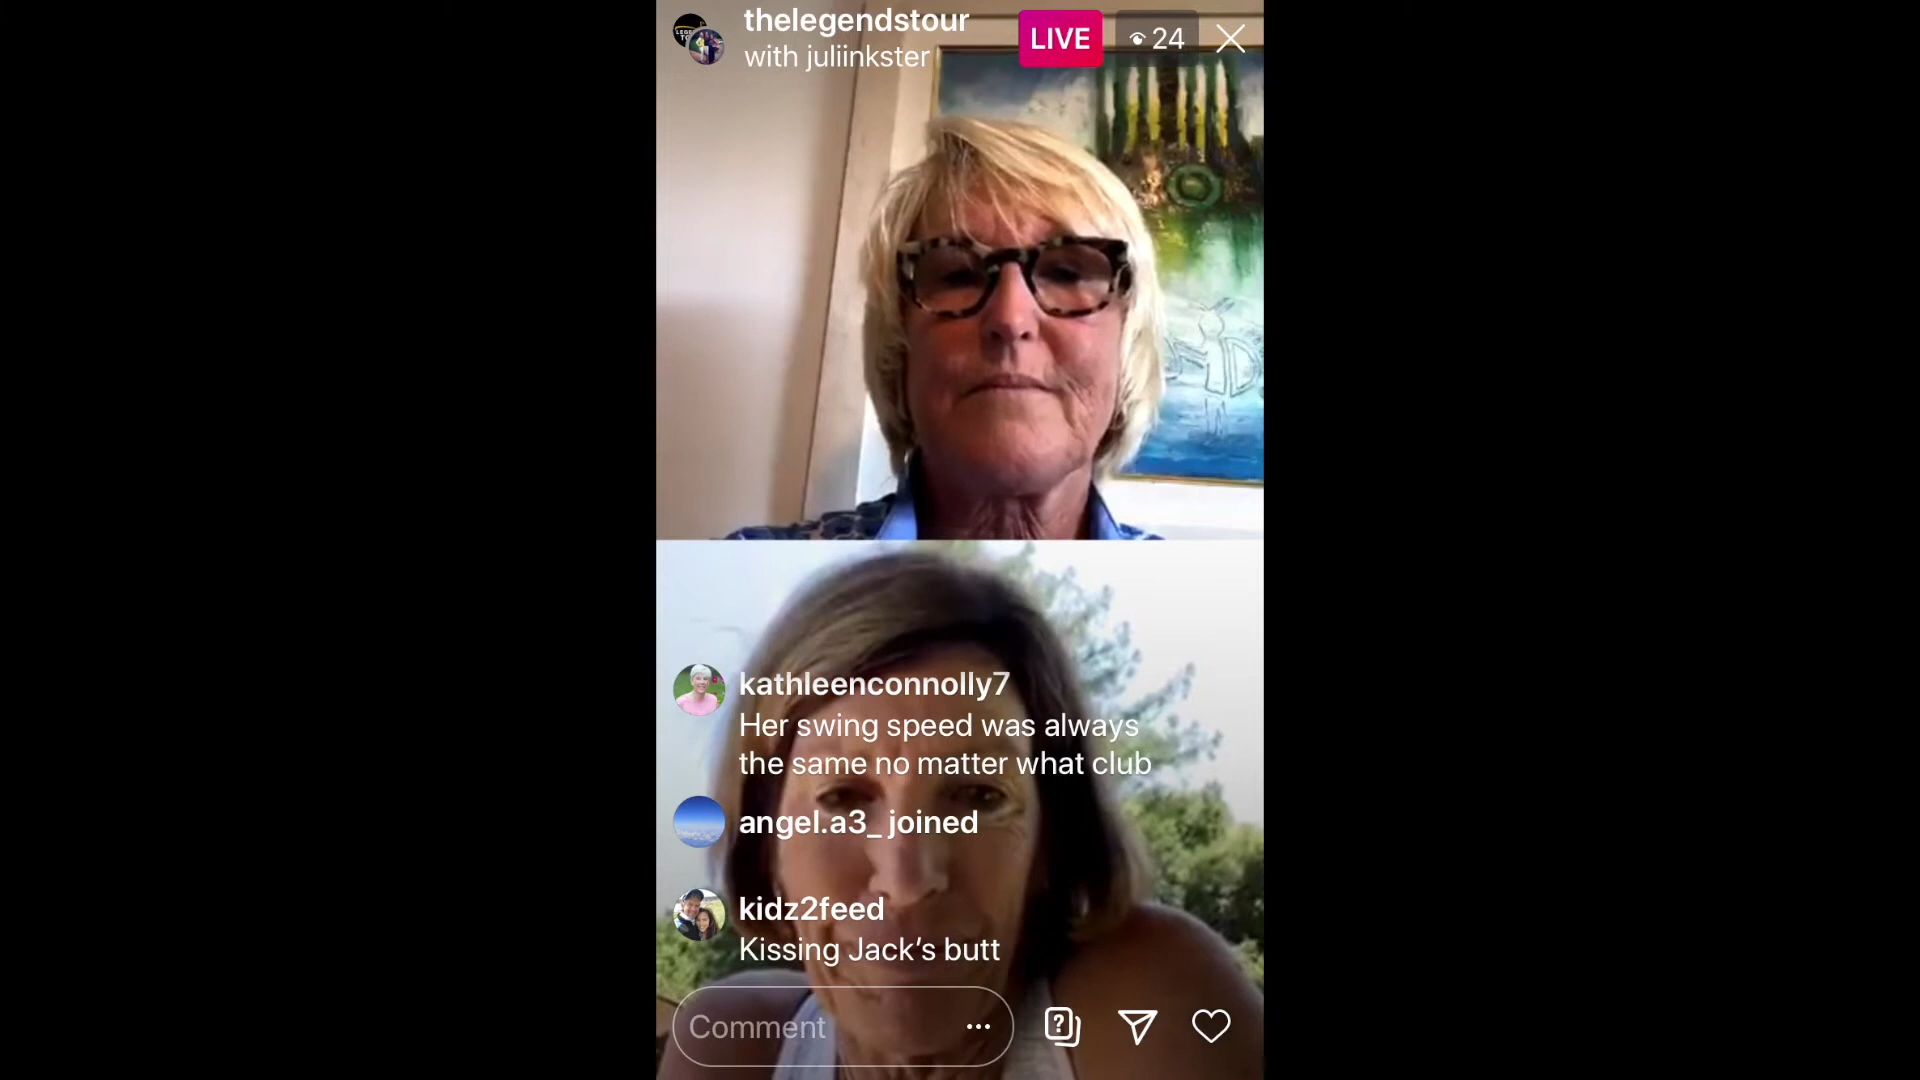 thelegendstour
with juliinkster
LIVE
24
kathleenconnolly7
Her swing speed was always
the same no matter what club
angel.a3_ joined
kidz2feed
Kissing Jack's butt
Comment